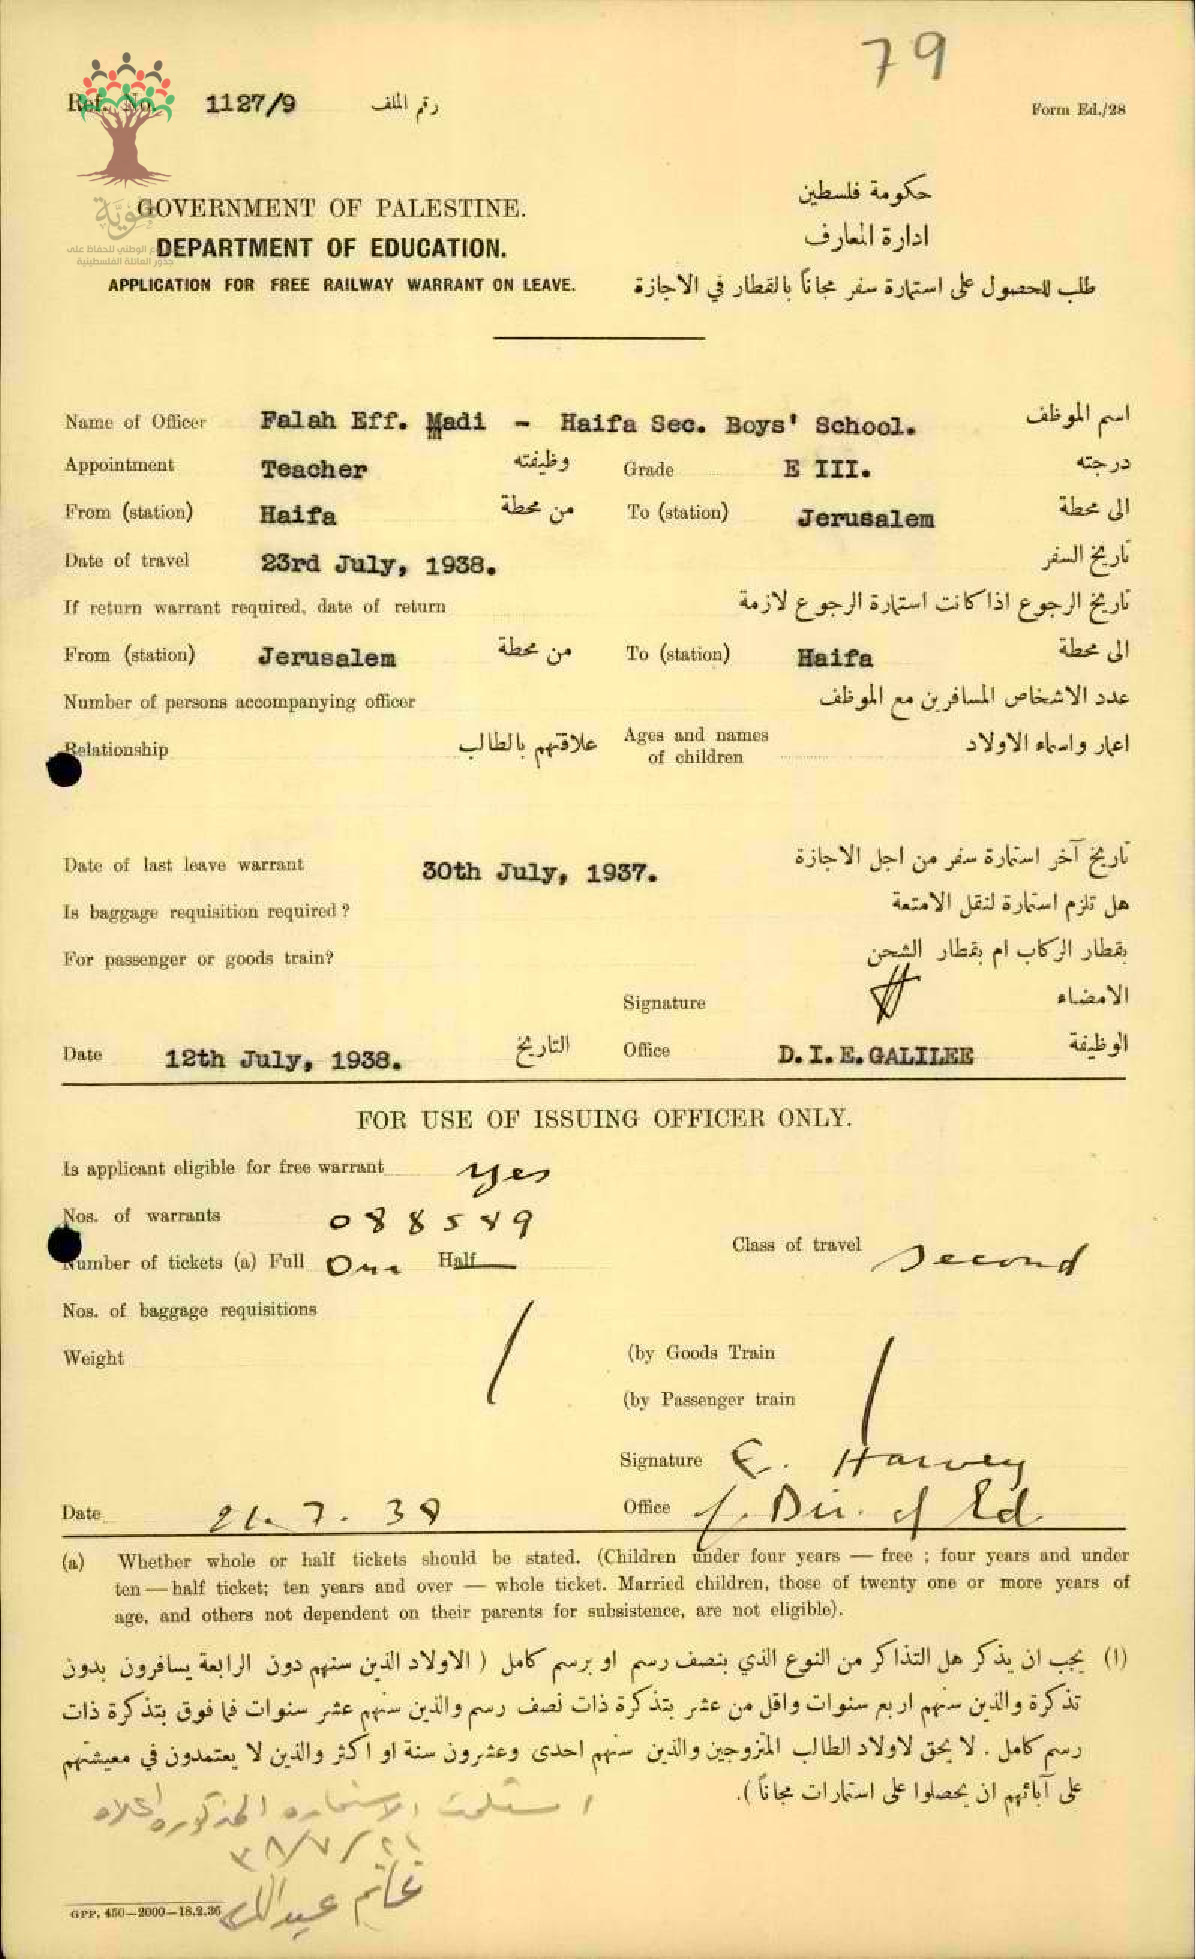 79
Ref. No. 1127/9 رقم الملف
Form Ed./28
هوية
GOVERNMENT OF PALESTINE.
حكومة فلسطين
DEPARTMENT OF EDUCATION.
ادارة المعارف
APPLICATION FOR FREE RAILWAY WARRANT ON LEAVE.
طلب للحصول على استمارة سفر مجاناً بالقطار في الاجازة
Name of Officer Falah Eff. Madi - Haifa Sec. Boys' School. اسم الموظف
Appointment Teacher وظيفته Grade E III. درجته
From (station) Haifa من محطة To (station) Jerusalem الى محطة
Date of travel 23rd July, 1938. تاريخ السفر
If return warrant required, date of return تاريخ الرجوع اذا كانت استمارة الرجوع لازمة
From (station) Jerusalem من محطة To (station) Haifa الى محطة
Number of persons accompanying officer عدد الاشخاص المسافرين مع الموظف
Relationship علاقتهم بالطالب Ages and names of children اعمار واسماء الاولاد
Date of last leave warrant 30th July, 1937. تاريخ آخر استمارة سفر من اجل الاجازة
Is baggage requisition required? هل تلزم استمارة لنقل الامتعة
For passenger or goods train? بقطار الركاب ام بقطار الشحن
Signature الامضاء
Date 12th July, 1938. التاريخ Office D.I.E.GALILEE الوظيفة
FOR USE OF ISSUING OFFICER ONLY.
Is applicant eligible for free warrant yes
Nos. of warrants 088549
Number of tickets (a) Full One Half
Class of travel second
Nos. of baggage requisitions
Weight
(by Goods Train
(by Passenger train
Signature E. Harvey
Date 21.7.38 Office f. Dir. of Ed.
(a) Whether whole or half tickets should be stated. (Children under four years — free ; four years and under
ten — half ticket; ten years and over — whole ticket. Married children, those of twenty one or more years of
age, and others not dependent on their parents for subsistence, are not eligible).
(١) يجب ان يذكر هل التذاكر من النوع الذي بنصف رسم او برسم كامل ( الاولاد الذين سنهم دون الرابعة يسافرون بدون
تذكرة والذين سنهم اربع سنوات واقل من عشر بتذكرة ذات نصف رسم والذين سنهم عشر سنوات فما فوق بتذكرة ذات
رسم كامل . لا يحق لاولاد الطالب المتزوجين والذين سنهم احدى وعشرون سنة او اكثر والذين لا يعتمدون في معيشتهم
على آبائهم ان يحصلوا على استمارات مجاناً ).
استلمت الاستماره المذكوره اعلاه
٢١/٧/٣٨
غانم عبدالله
GPP. 450—2000—18.2.36